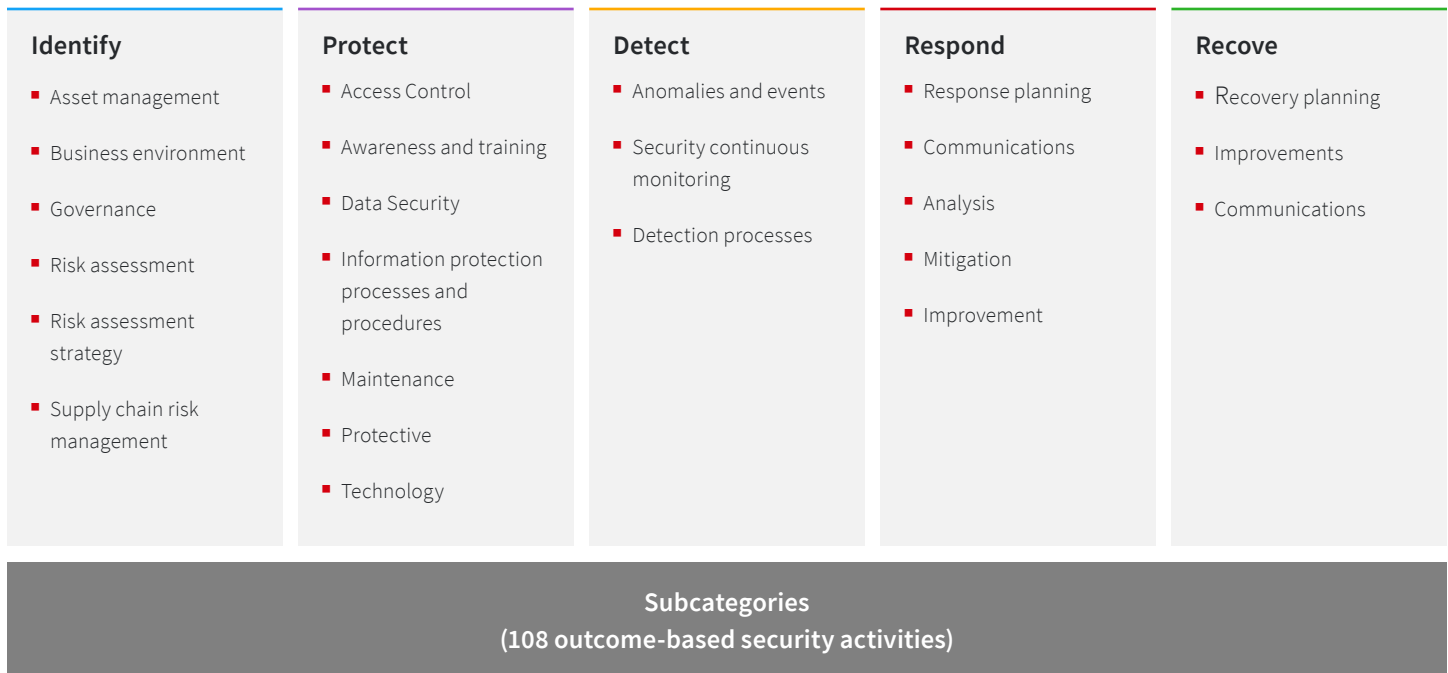 Identify
Asset management
Business environment
Governance
Risk assessment
Risk assessment
strategy
Supply chain risk
management
Protect
Access Control
Awareness and training
Data Security
Information protection
processes and
procedures
Maintenance
Protective
Technology
Detect
Anomalies and events
Security continuous
monitoring
Detection processes
Respond
Response planning
Communications
Analysis
Mitigation
Improvement
Recove
Recovery planning
Improvements
Communications
Subcategories
(108 outcome-based security activities)